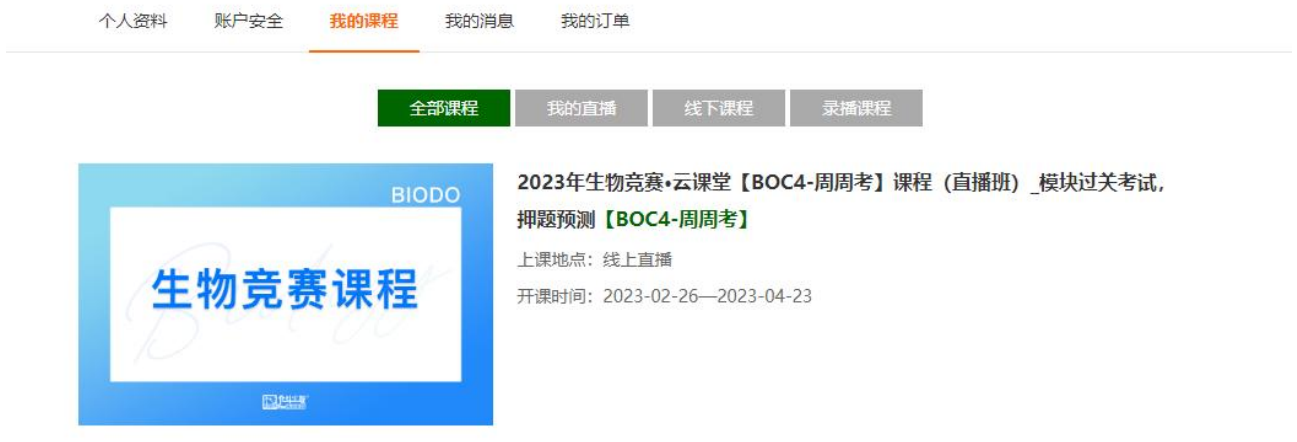 个人资料 账户安全 我的课程 我的消息 我的订单
全部课程 我的直播 线下课程 录播课程
BIODO
生物竞赛课程
2023年生物竞赛•云课堂【BOC4-周周考】课程（直播班）_模块过关考试，
押题预测【BOC4-周周考】
上课地点：线上直播
开课时间：2023-02-26—2023-04-23